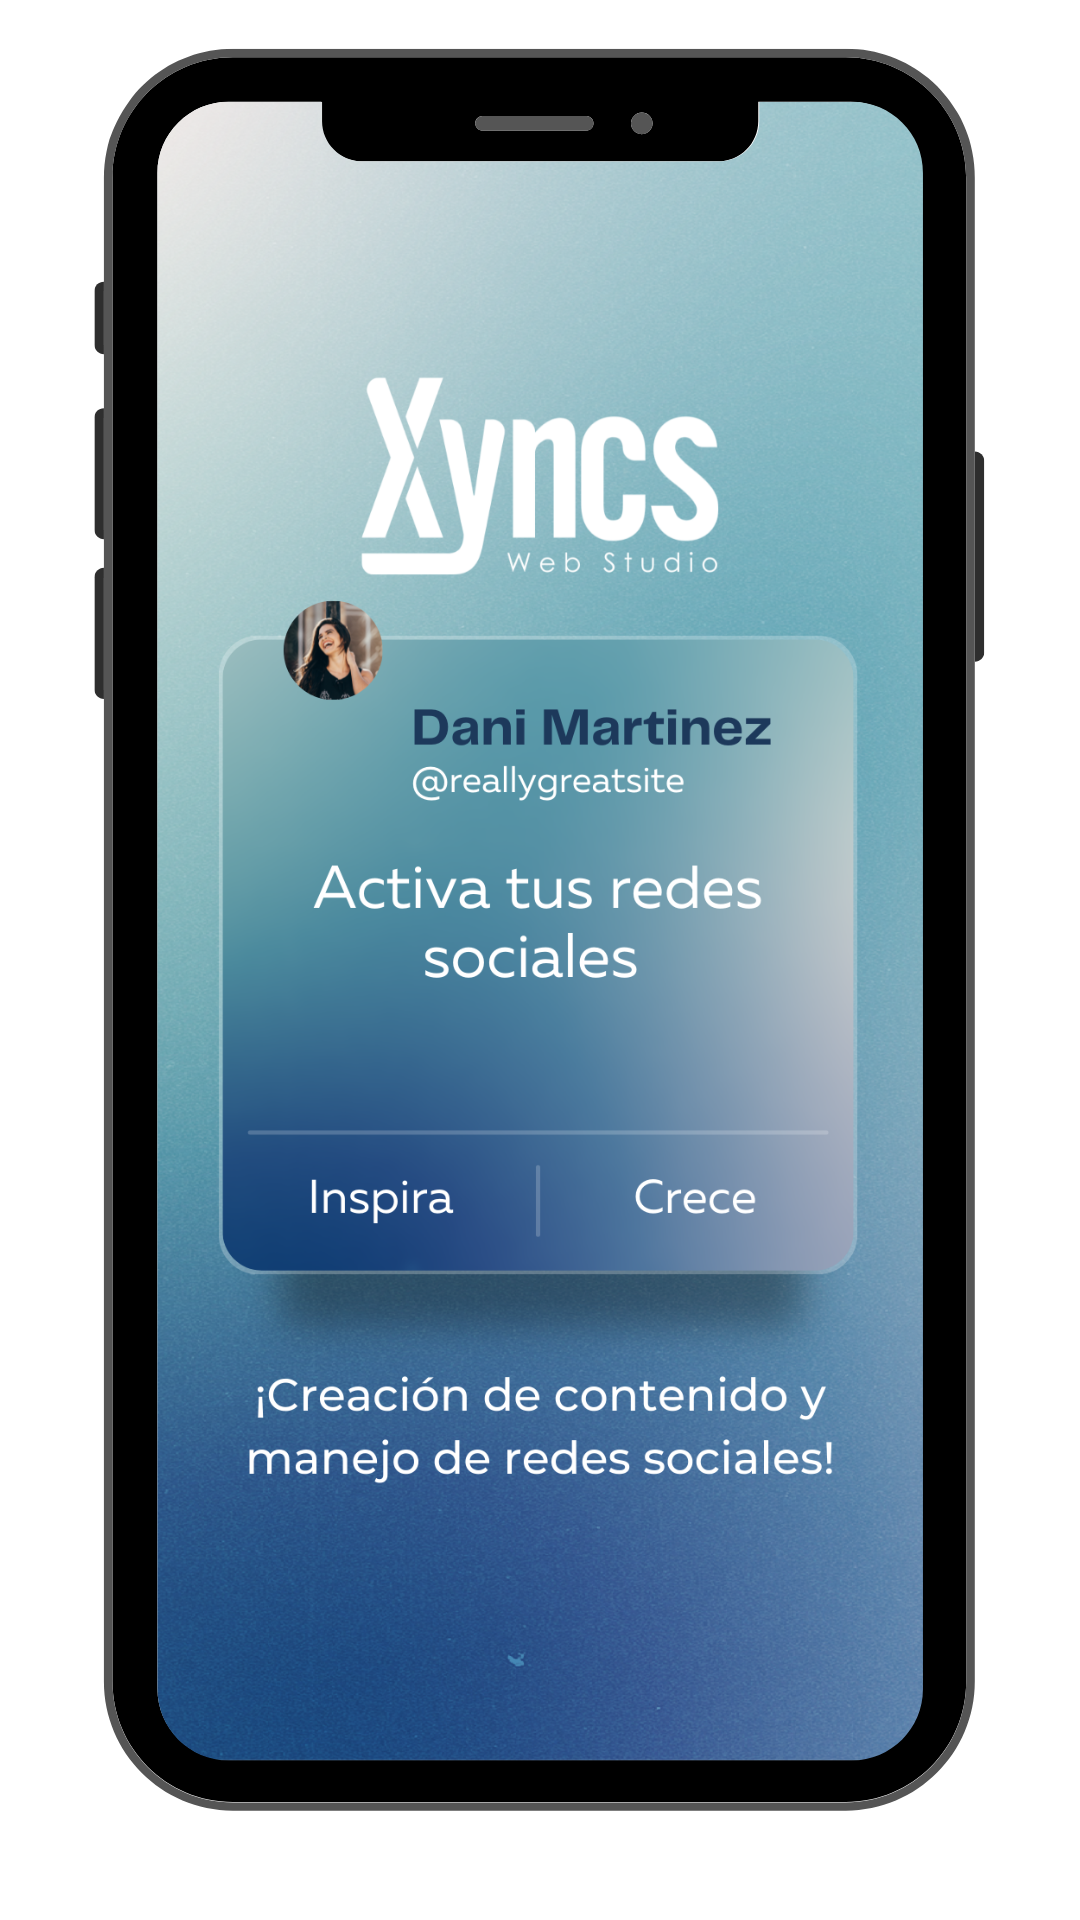 Xyncs
Web Studio
Dani Martinez
@reallygreatsite
Activa tus redes
sociales
Inspira
Crece
¡Creación de contenido y
manejo de redes sociales!